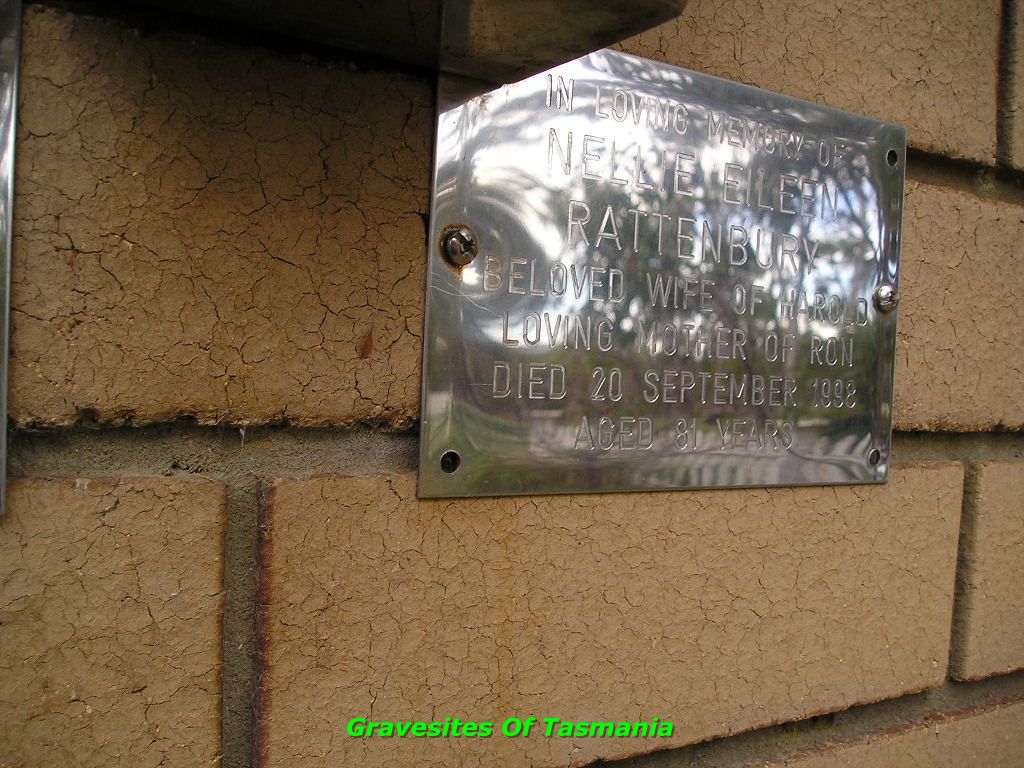 IN LOVING MEMORY OF
NELLIE EILEEN
RATTENBURY
BELOVED WIFE OF HAROLD
LOVING MOTHER OF RON
DIED 20 SEPTEMBER 1998
AGED 81 YEARS
Gravesites Of Tasmania